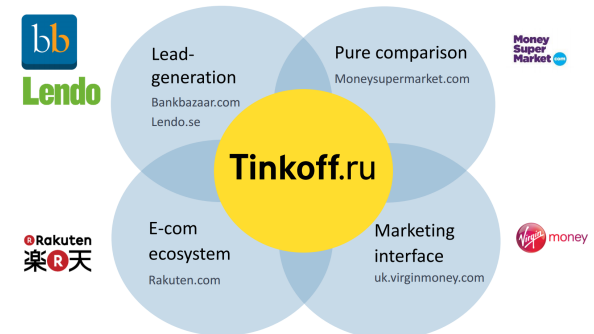 bb
Lendo
Lead-
generation
Bankbazaar.com
Lendo.se
Pure comparison
Moneysupermarket.com
Money
Super
Market.com
Tinkoff.ru
Rakuten
楽R天
E-com
ecosystem
Rakuten.com
Marketing
interface
uk.virginmoney.com
Virgin money